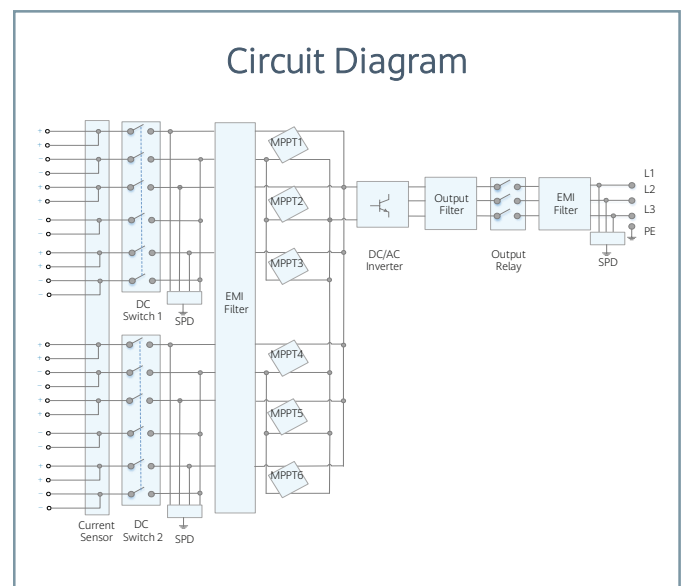 Circuit Diagram
MPPT1
MPPT2
MPPT3
MPPT4
MPPT5
MPPT6
DC
Switch 1
SPD
EMI
Filter
DC/AC
Inverter
Output
Filter
Output
Relay
EMI
Filter
L1
L2
L3
PE
SPD
Current
Sensor
DC
Switch 2
SPD